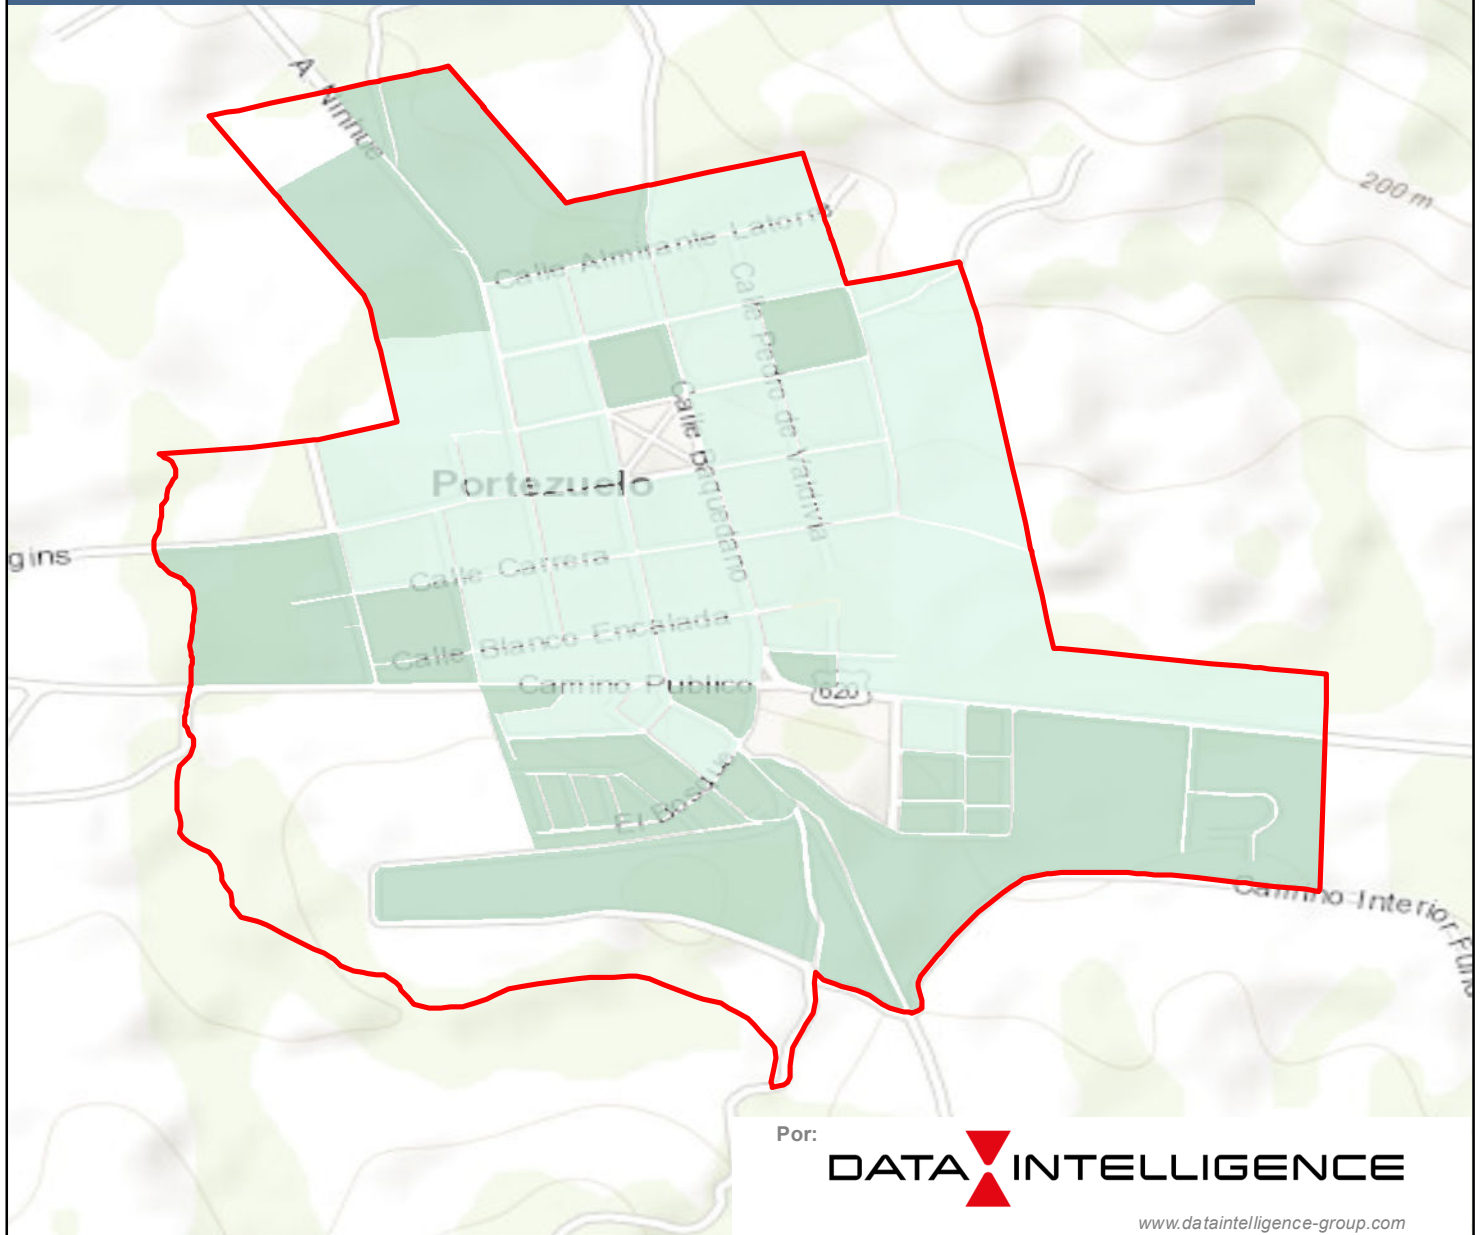 A Ninhue
200 m
Calle Almirante Latorre
Calle Pedro de Valdivia
Calle Baquedano
Portezuelo
gins
Calle Carrera
Calle Blanco Encalada
Camino Publico
620
El Bosque
Camino Interior
Por:
DATA INTELLIGENCE
www.dataintelligence-group.com